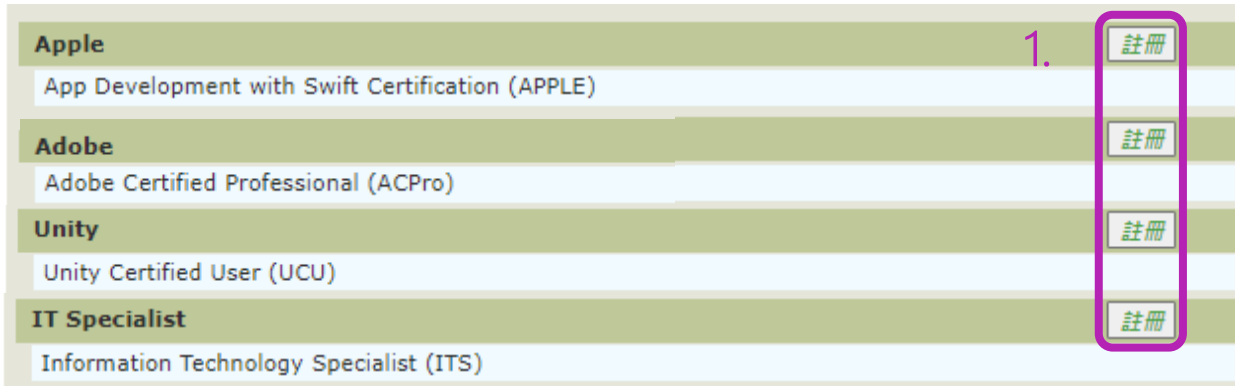 Apple 1. 註冊
App Development with Swift Certification (APPLE)
Adobe 註冊
Adobe Certified Professional (ACPro)
Unity 註冊
Unity Certified User (UCU)
IT Specialist 註冊
Information Technology Specialist (ITS)